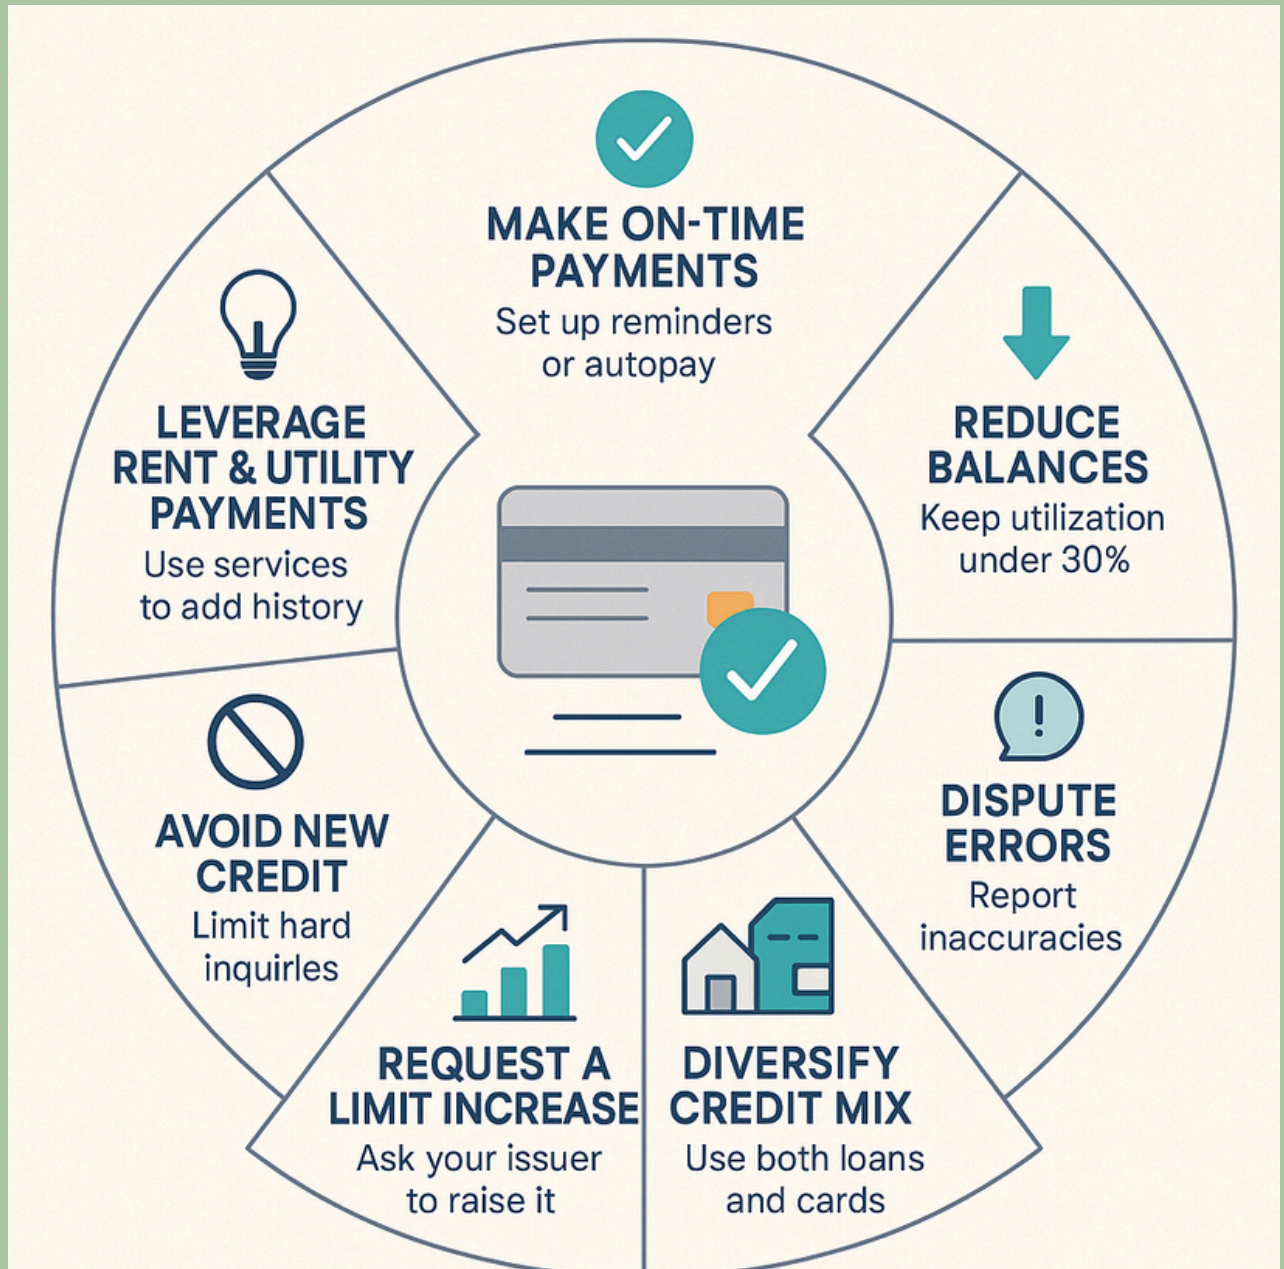 MAKE ON-TIME
PAYMENTS
Set up reminders
or autopay
REDUCE
BALANCES
Keep utilization
under 30%
DISPUTE
ERRORS
Report
inaccuracies
DIVERSIFY
CREDIT MIX
Use both loans
and cards
REQUEST A
LIMIT INCREASE
Ask your issuer
to raise it
AVOID NEW
CREDIT
Limit hard
inquirles
LEVERAGE
RENT & UTILITY
PAYMENTS
Use services
to add history